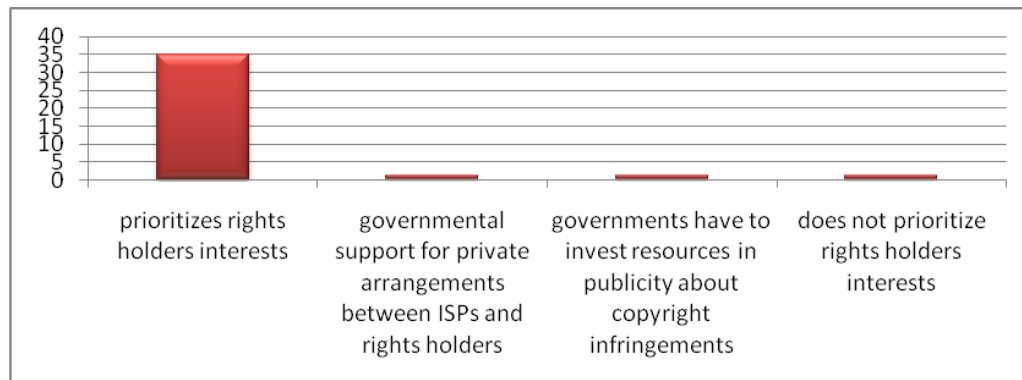 40
35
30
25
20
15
10
5
0
prioritizes rights
holders interests
governmental
support for private
arrangements
between ISPs and
rights holders
governments have to
invest resources in
publicity about
copyright
infringements
does not prioritize
rights holders
interests